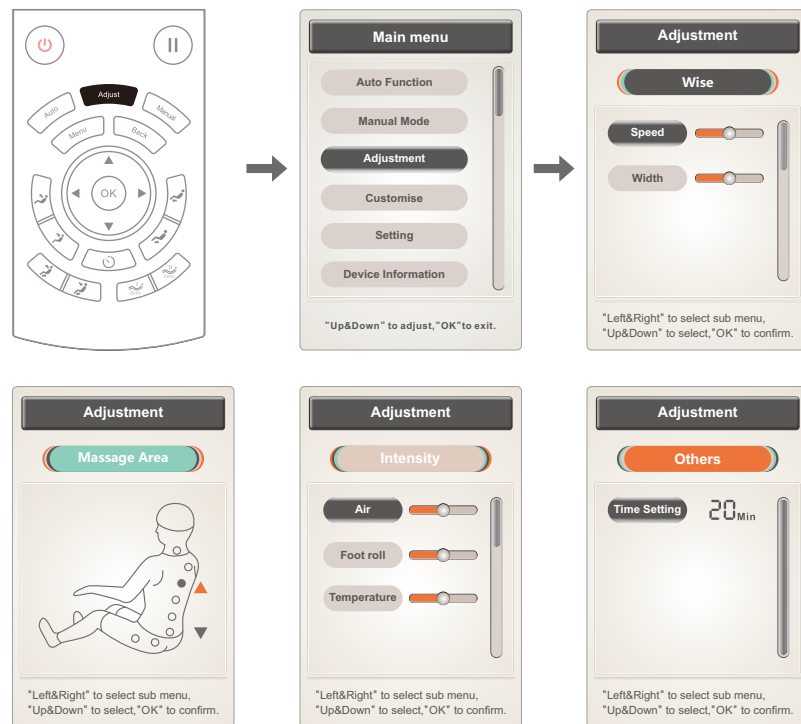 Adjust
Auto
Manual
Menu
Back
OK
Zero
Zero
Main menu
Auto Function
Manual Mode
Adjustment
Customise
Setting
Device Information
"Up&Down" to adjust,"OK"to exit.
Adjustment
Wise
Speed
Width
"Left&Right" to select sub menu,
"Up&Down" to select,"OK" to confirm.
Adjustment
Massage Area
"Left&Right" to select sub menu,
"Up&Down" to select,"OK" to confirm.
Adjustment
Intensity
Air
Foot roll
Temperature
"Left&Right" to select sub menu,
"Up&Down" to select,"OK" to confirm.
Adjustment
Others
Time Setting 20Min
"Left&Right" to select sub menu,
"Up&Down" to select,"OK" to confirm.